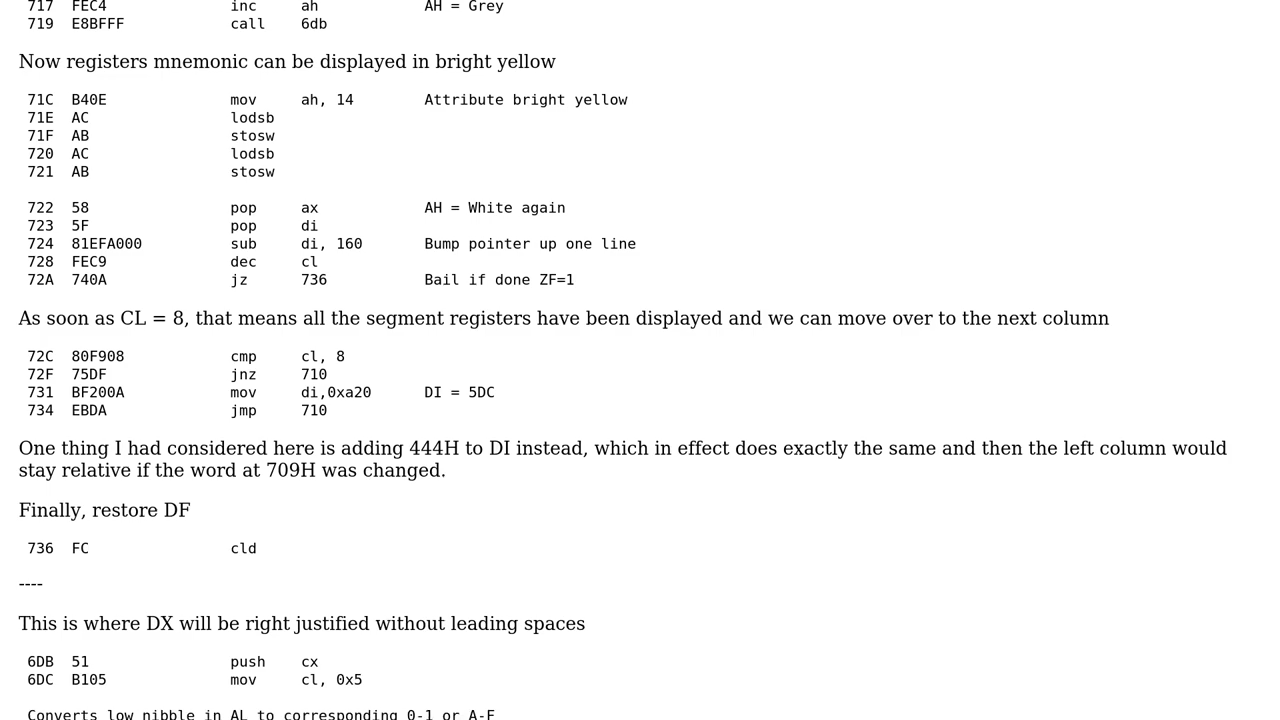 717  FEC4                inc     ah            AH = Grey
719  E8BFFF              call    6db
Now registers mnemonic can be displayed in bright yellow
71C  B40E                mov     ah, 14        Attribute bright yellow
71E  AC                  lodsb
71F  AB                  stosw
720  AC                  lodsb
721  AB                  stosw
722  58                  pop     ax            AH = White again
723  5F                  pop     di
724  81EFA000            sub     di, 160       Bump pointer up one line
728  FEC9                dec     cl
72A  740A                jz      736           Bail if done ZF=1
As soon as CL = 8, that means all the segment registers have been displayed and we can move over to the next column
72C  80F908              cmp     cl, 8
72F  75DF                jnz     710
731  BF200A              mov     di,0xa20      DI = 5DC
734  EBDA                jmp     710
One thing I had considered here is adding 444H to DI instead, which in effect does exactly the same and then the left column would
stay relative if the word at 709H was changed.
Finally, restore DF
736  FC                  cld
----
This is where DX will be right justified without leading spaces
6DB  51                  push    cx
6DC  B105                mov     cl, 0x5
Converts low nibble in AL to corresponding 0-1 or A-F